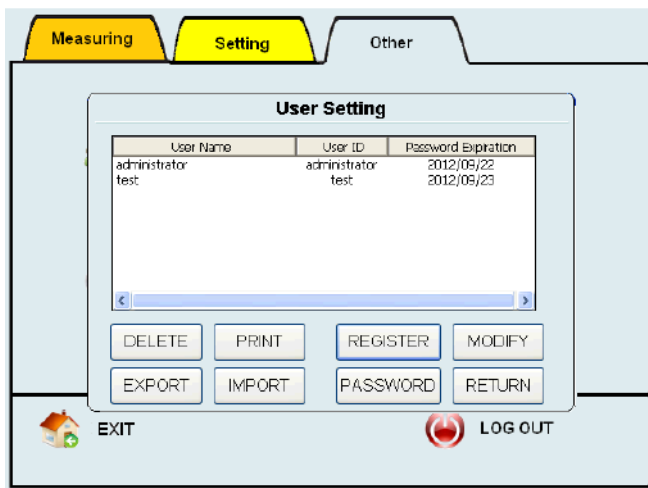 Measuring Setting Other
User Setting
User Name User ID Password Expiration
administrator administrator 2012/09/22
test test 2012/09/23
DELETE PRINT REGISTER MODIFY
EXPORT IMPORT PASSWORD RETURN
EXIT LOG OUT